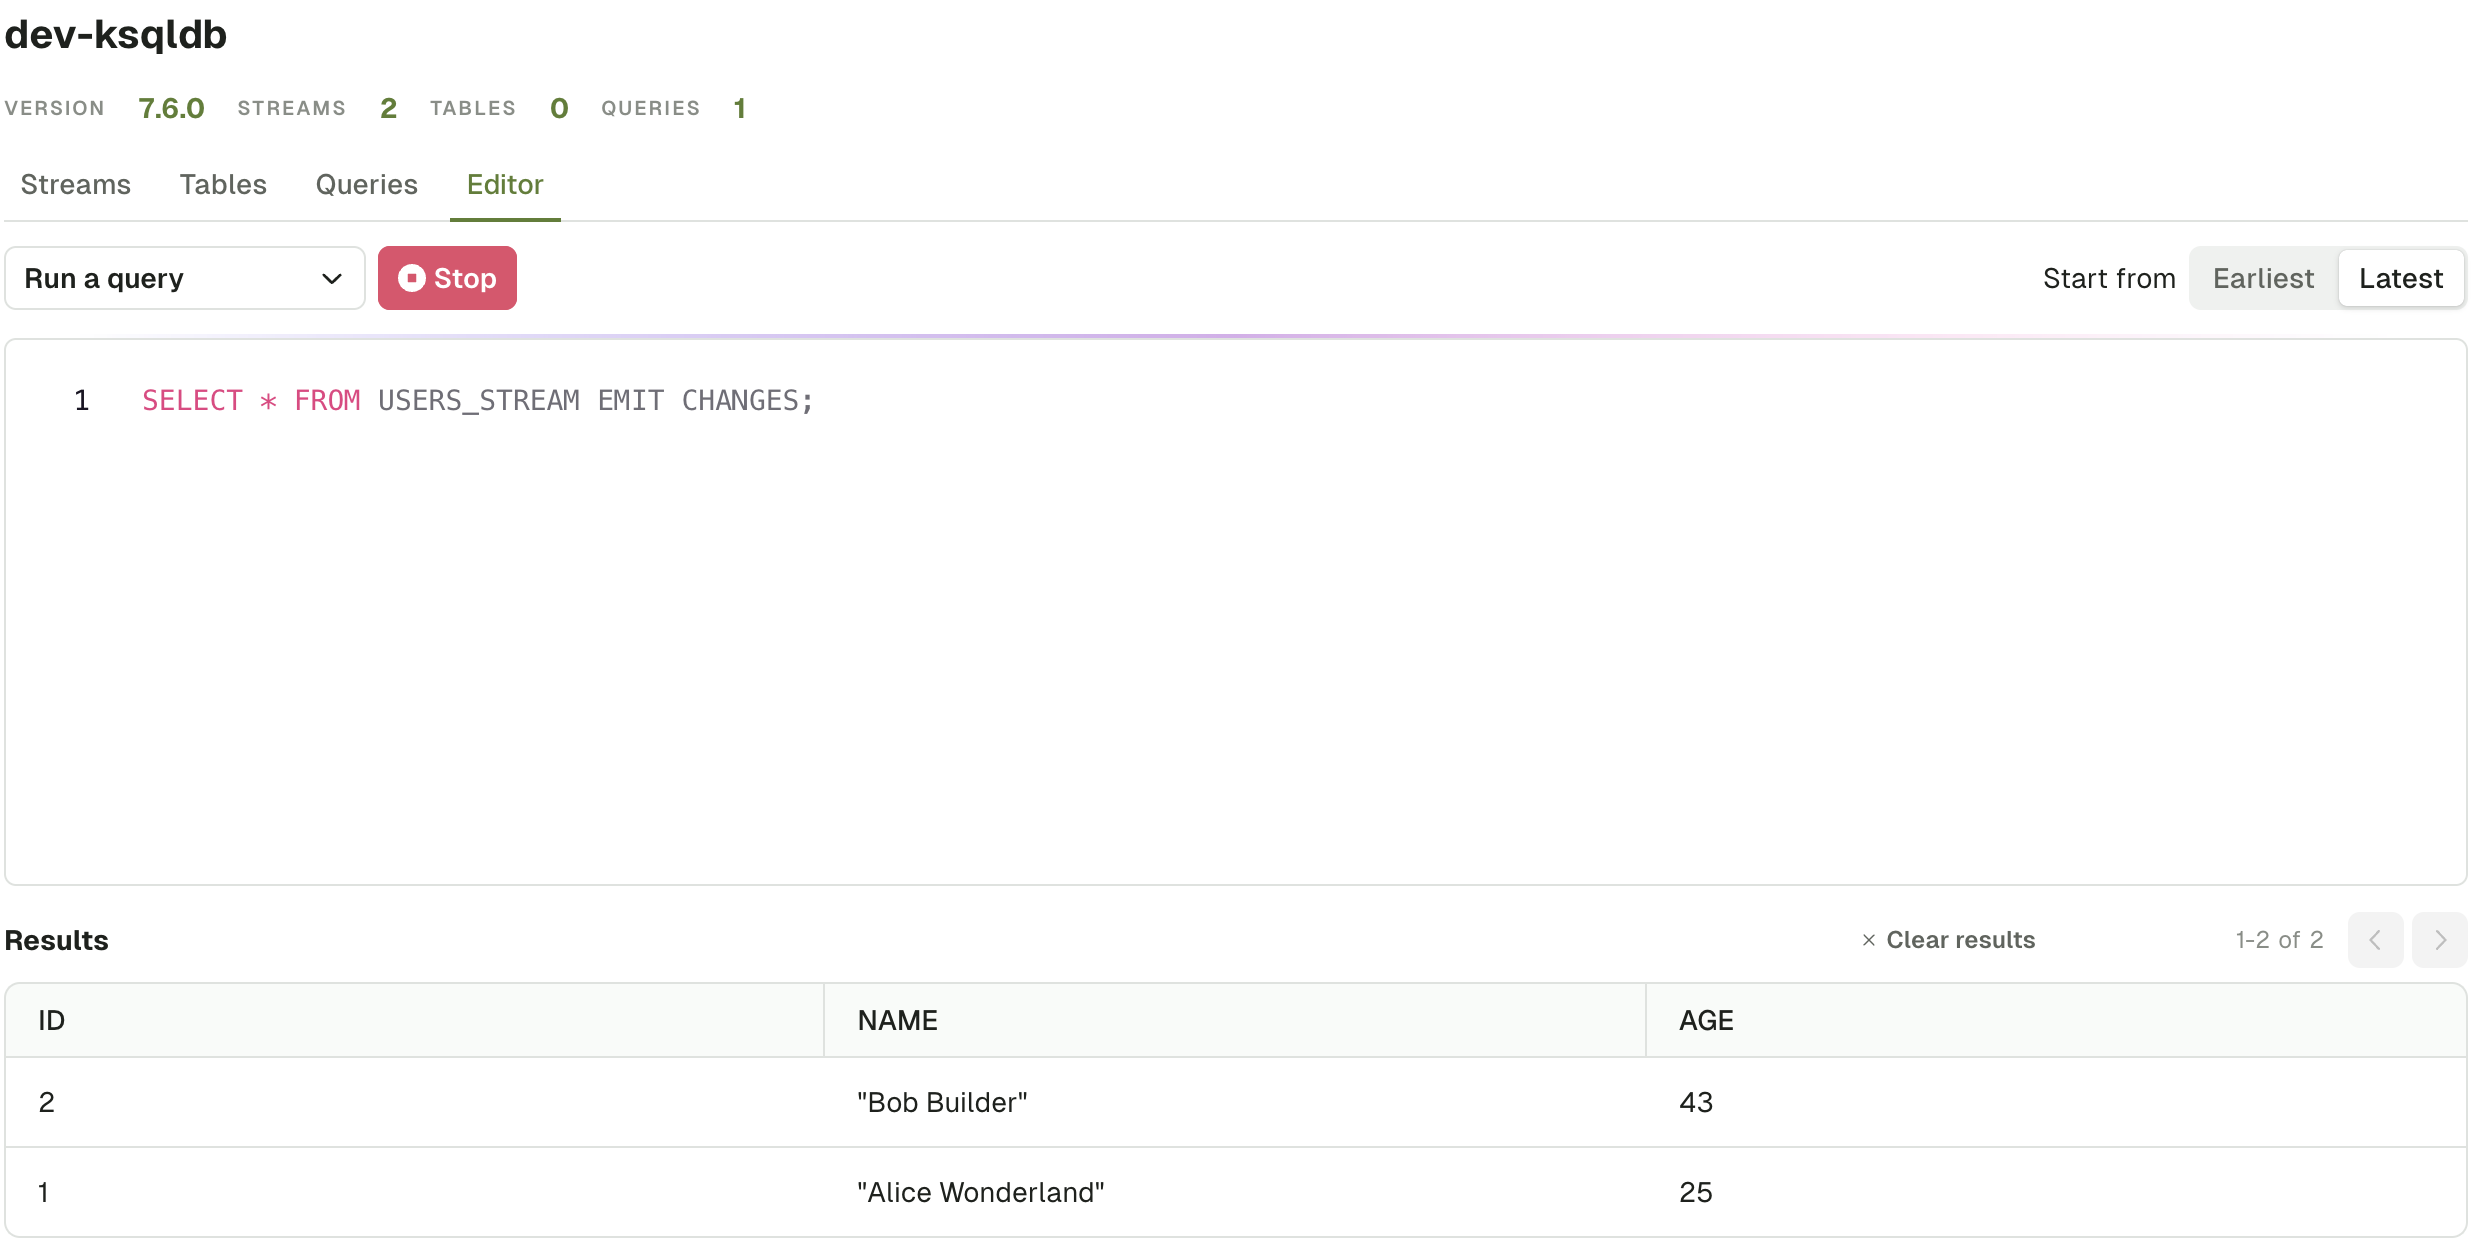 dev-ksqldb
VERSION 7.6.0 STREAMS 2 TABLES 0 QUERIES 1
Streams Tables Queries Editor
Run a query Stop Start from Earliest Latest
1 SELECT * FROM USERS_STREAM EMIT CHANGES;
Results × Clear results 1-2 of 2
ID NAME AGE
2 "Bob Builder" 43
1 "Alice Wonderland" 25